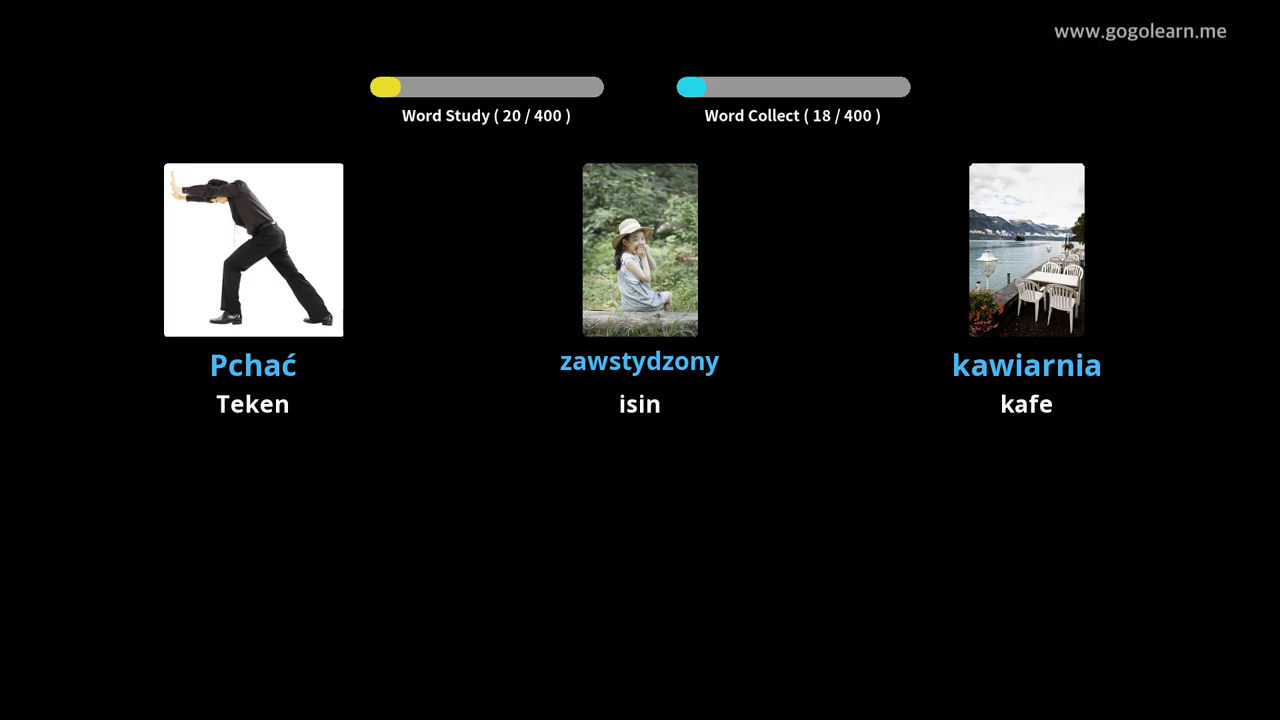 www.gogolearn.me
Word Study ( 20 / 400 )
Word Collect ( 18 / 400 )
Pchać
zawstydzony
kawiarnia
Teken
isin
kafe